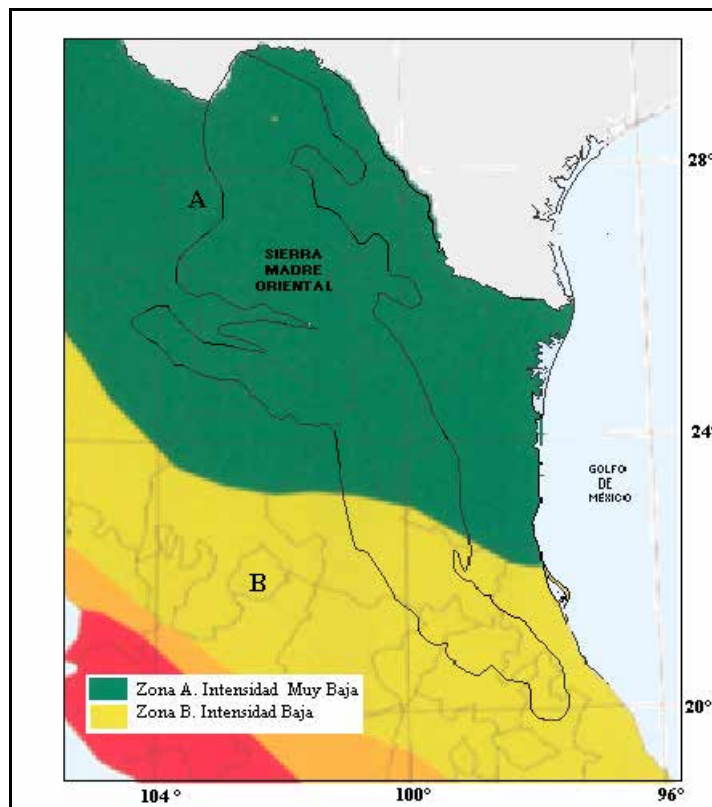 28°
A
SIERRA
MADRE
ORIENTAL
24°
GOLFO
DE
MÉXICO
B
Zona A. Intensidad Muy Baja
Zona B. Intensidad Baja
20°
104 °
100°
96 °